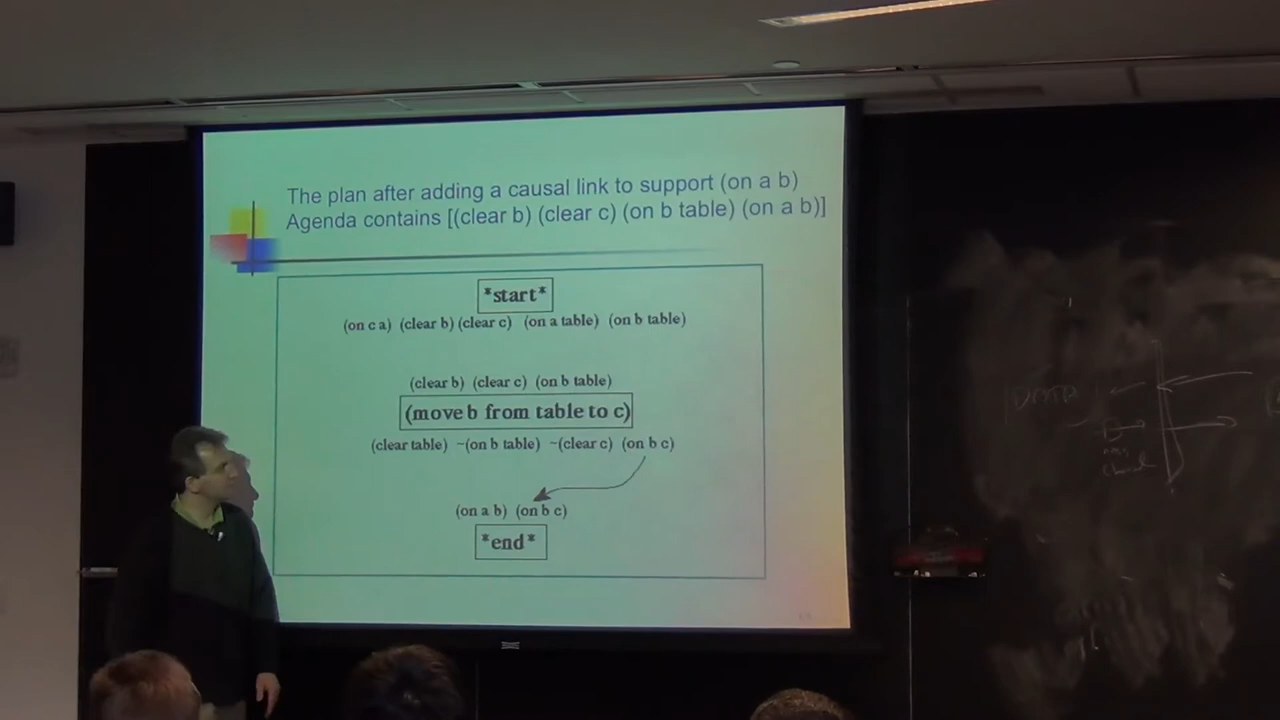 The plan after adding a causal link to support (on a b)
Agenda contains [(clear b) (clear c) (on b table) (on a b)]
*start*
(on c a) (clear b) (clear c) (on a table) (on b table)
(clear b) (clear c) (on b table)
(move b from table to c)
(clear table) ~(on b table) ~(clear c) (on b c)
(on a b) (on b c)
*end*
DATA